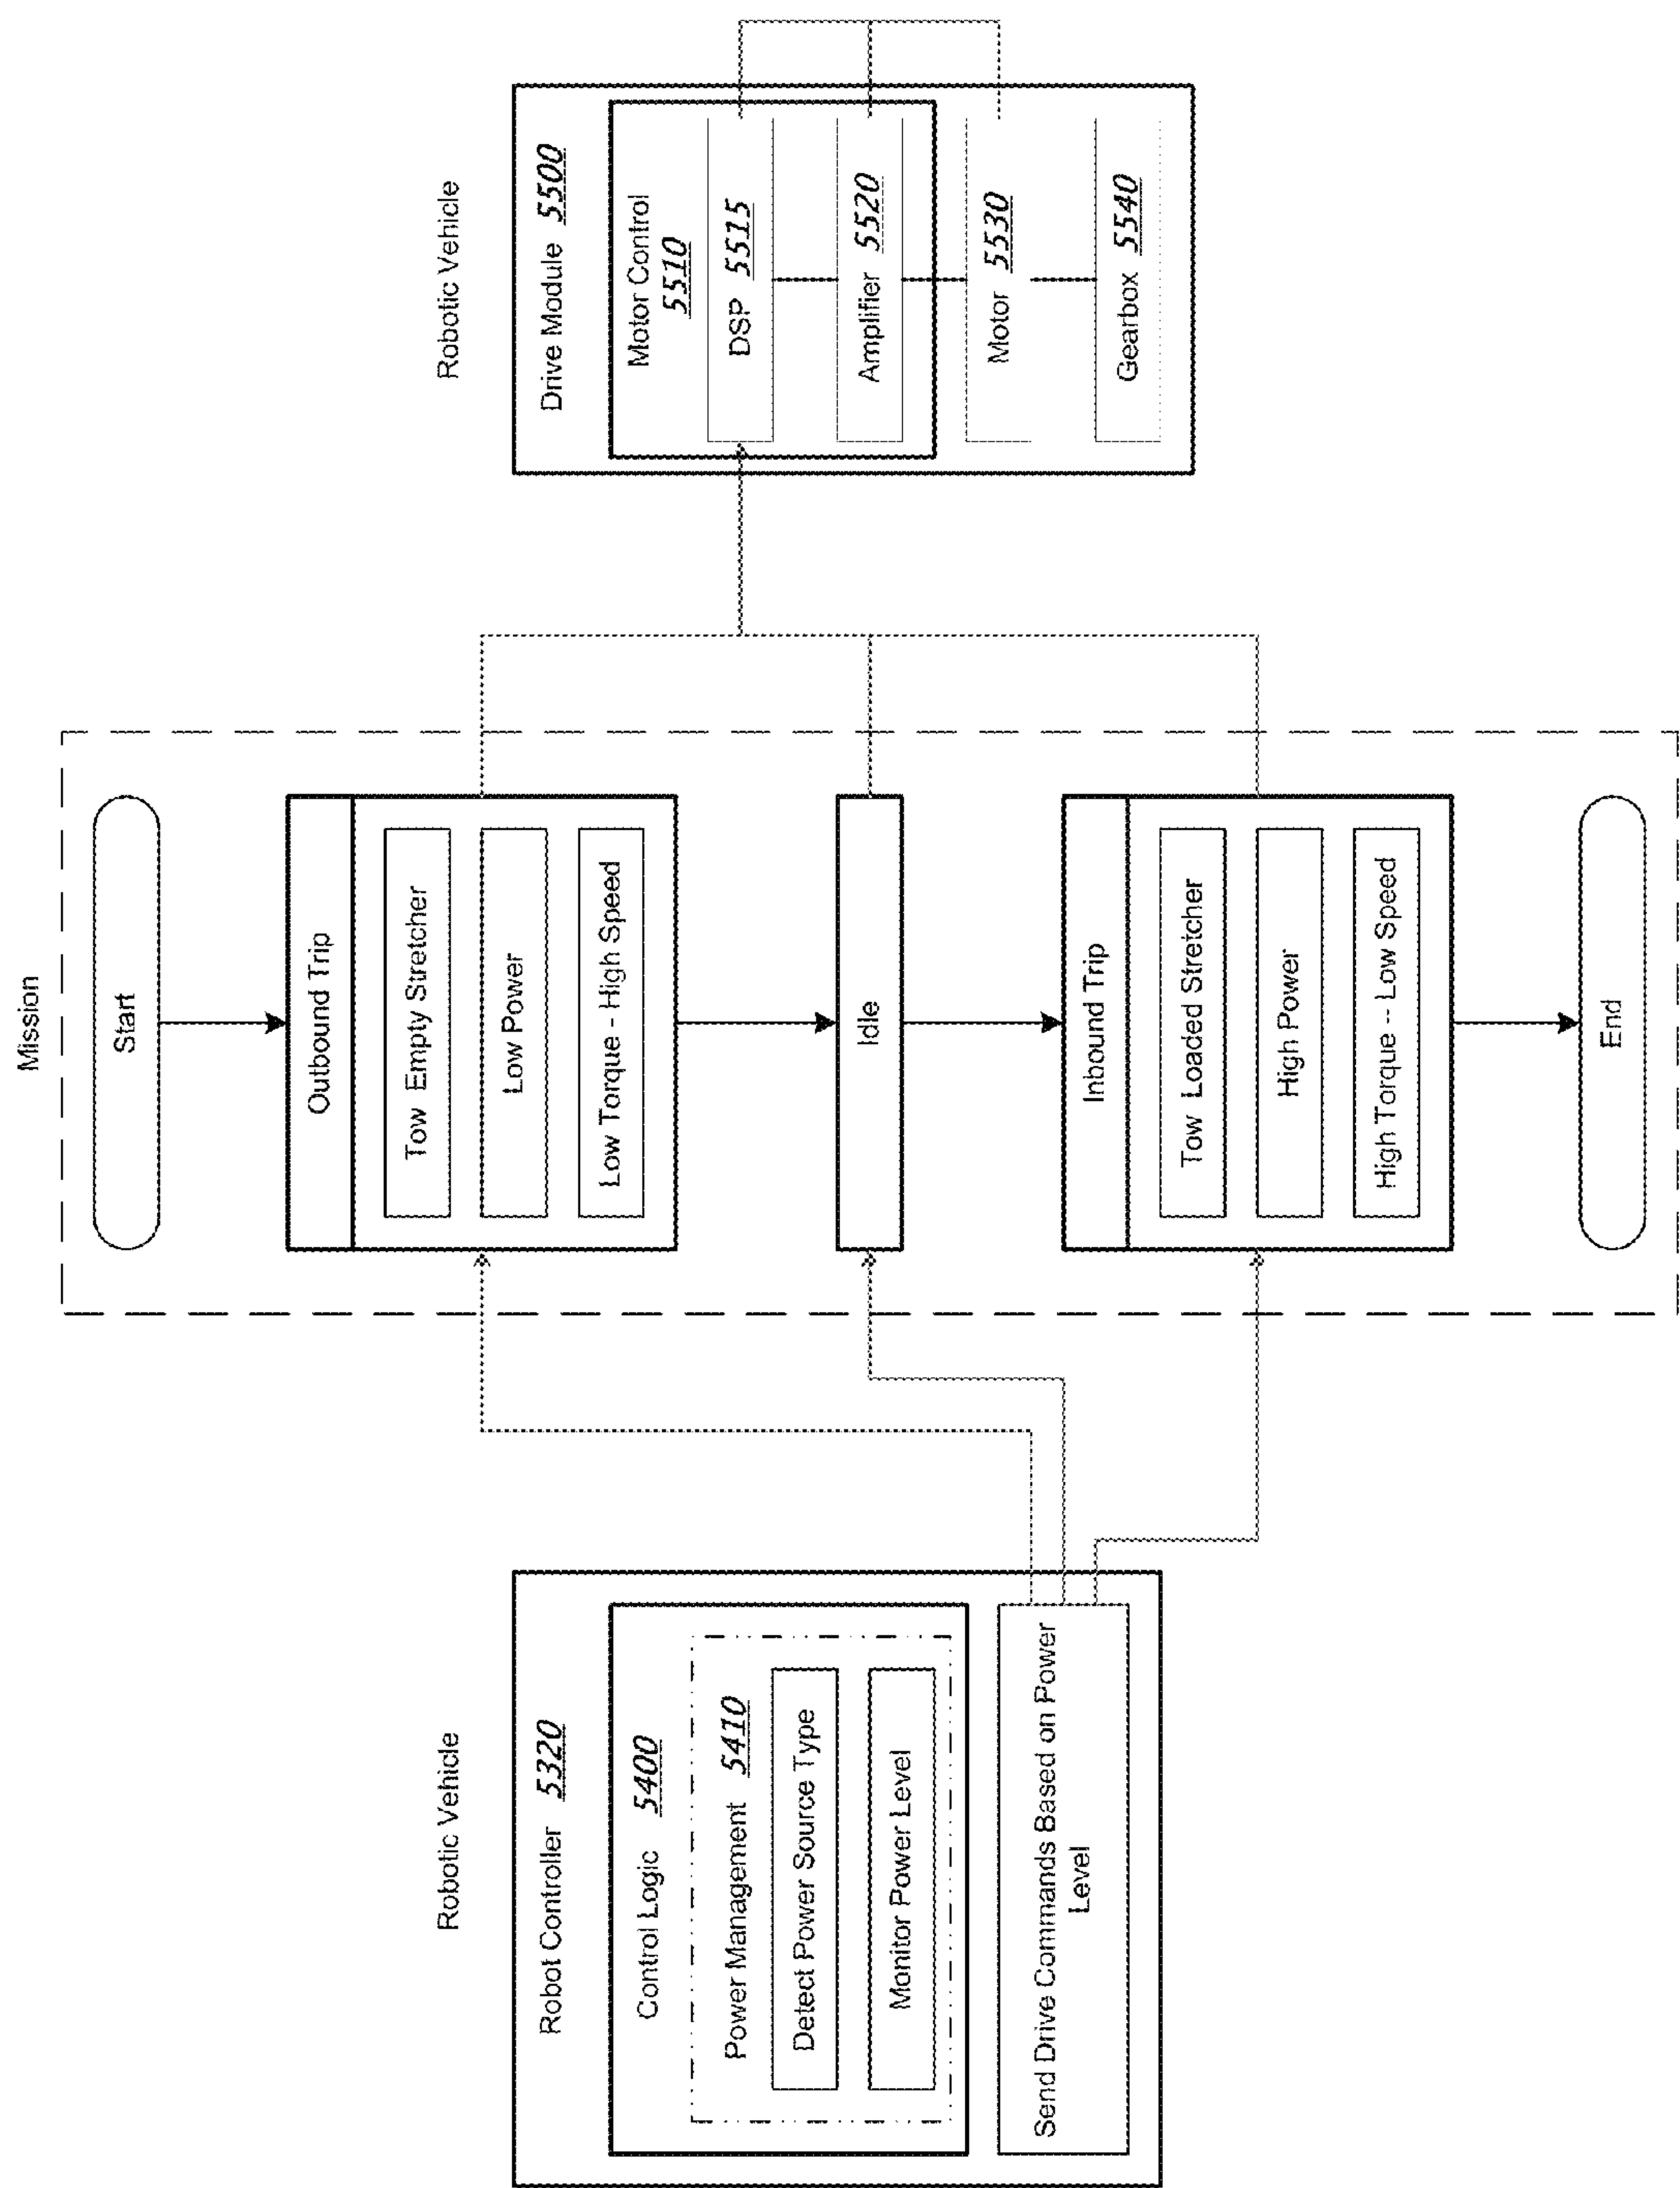 Robotic Vehicle
Robot Controller 5320
Control Logic 5400
Power Management 5410
Detect Power Source Type
Monitor Power Level
Send Drive Commands Based on Power
Level
Mission
Start
Outbound Trip
Tow Empty Stretcher
Low Power
Low Torque - High Speed
Idle
Inbound Trip
Tow Loaded Stretcher
High Power
High Torque -- Low Speed
End
Robotic Vehicle
Drive Module 5500
Motor Control
5510
DSP 5515
Amplifier 5520
Motor 5530
Gearbox 5540